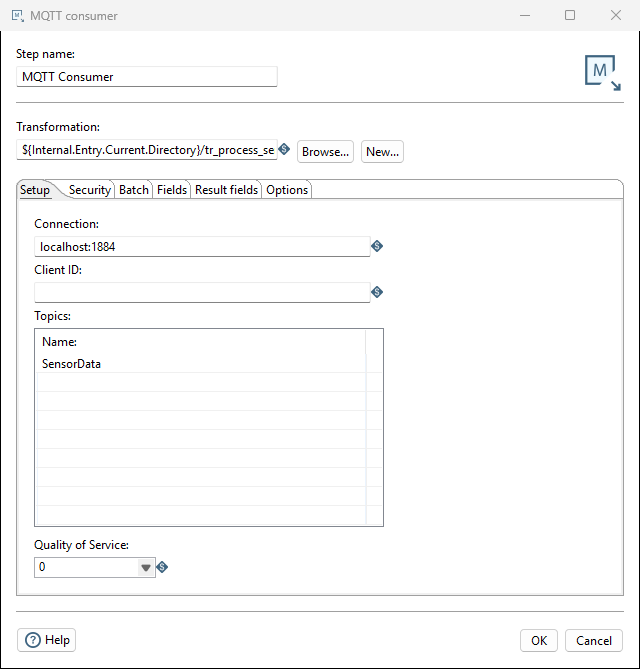 MQTT consumer
Step name:
MQTT Consumer
M
Transformation:
${Internal.Entry.Current.Directory}/tr_process_se
Browse... New...
Setup Security Batch Fields Result fields Options
Connection:
localhost:1884
Client ID:
Topics:
Name:
SensorData
Quality of Service:
0
Help OK Cancel